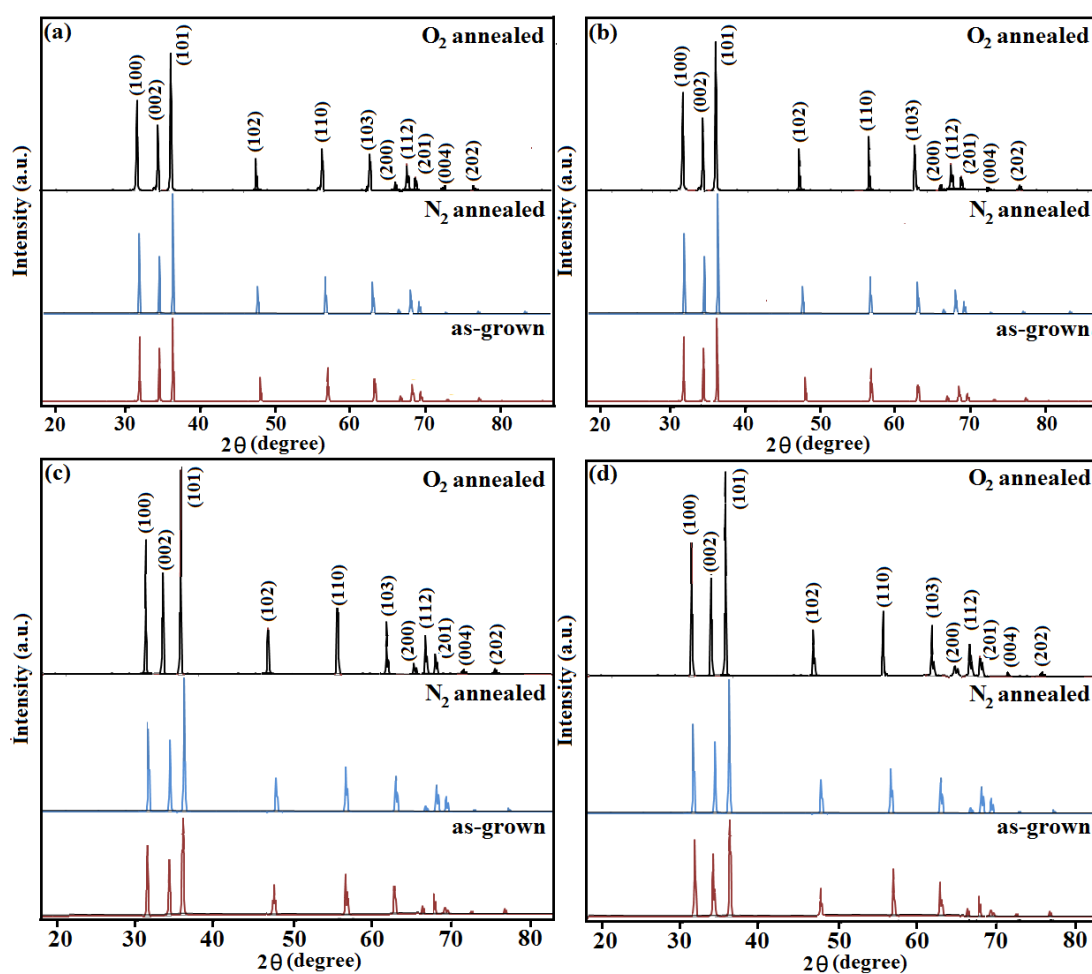 (a)
O2 annealed
(100)
(002)
(101)
(102)
(110)
(103)
(200)
(112)
(201)
(004)
(202)
N2 annealed
as-grown
Intensity (a.u.)
20 30 40 50 60 70 80
2θ (degree)
(b)
O2 annealed
(100)
(002)
(101)
(102)
(110)
(103)
(200)
(112)
(201)
(004)
(202)
N2 annealed
as-grown
Intensity (a.u.)
20 30 40 50 60 70 80
2θ (degree)
(c)
O2 annealed
(100)
(002)
(101)
(102)
(110)
(103)
(200)
(112)
(201)
(004)
(202)
N2 annealed
as-grown
Intensity (a.u.)
20 30 40 50 60 70 80
2θ (degree)
(d)
O2 annealed
(100)
(002)
(101)
(102)
(110)
(103)
(200)
(112)
(201)
(004)
(202)
N2 annealed
as-grown
Intensity (a.u.)
20 30 40 50 60 70 80
2θ (degree)